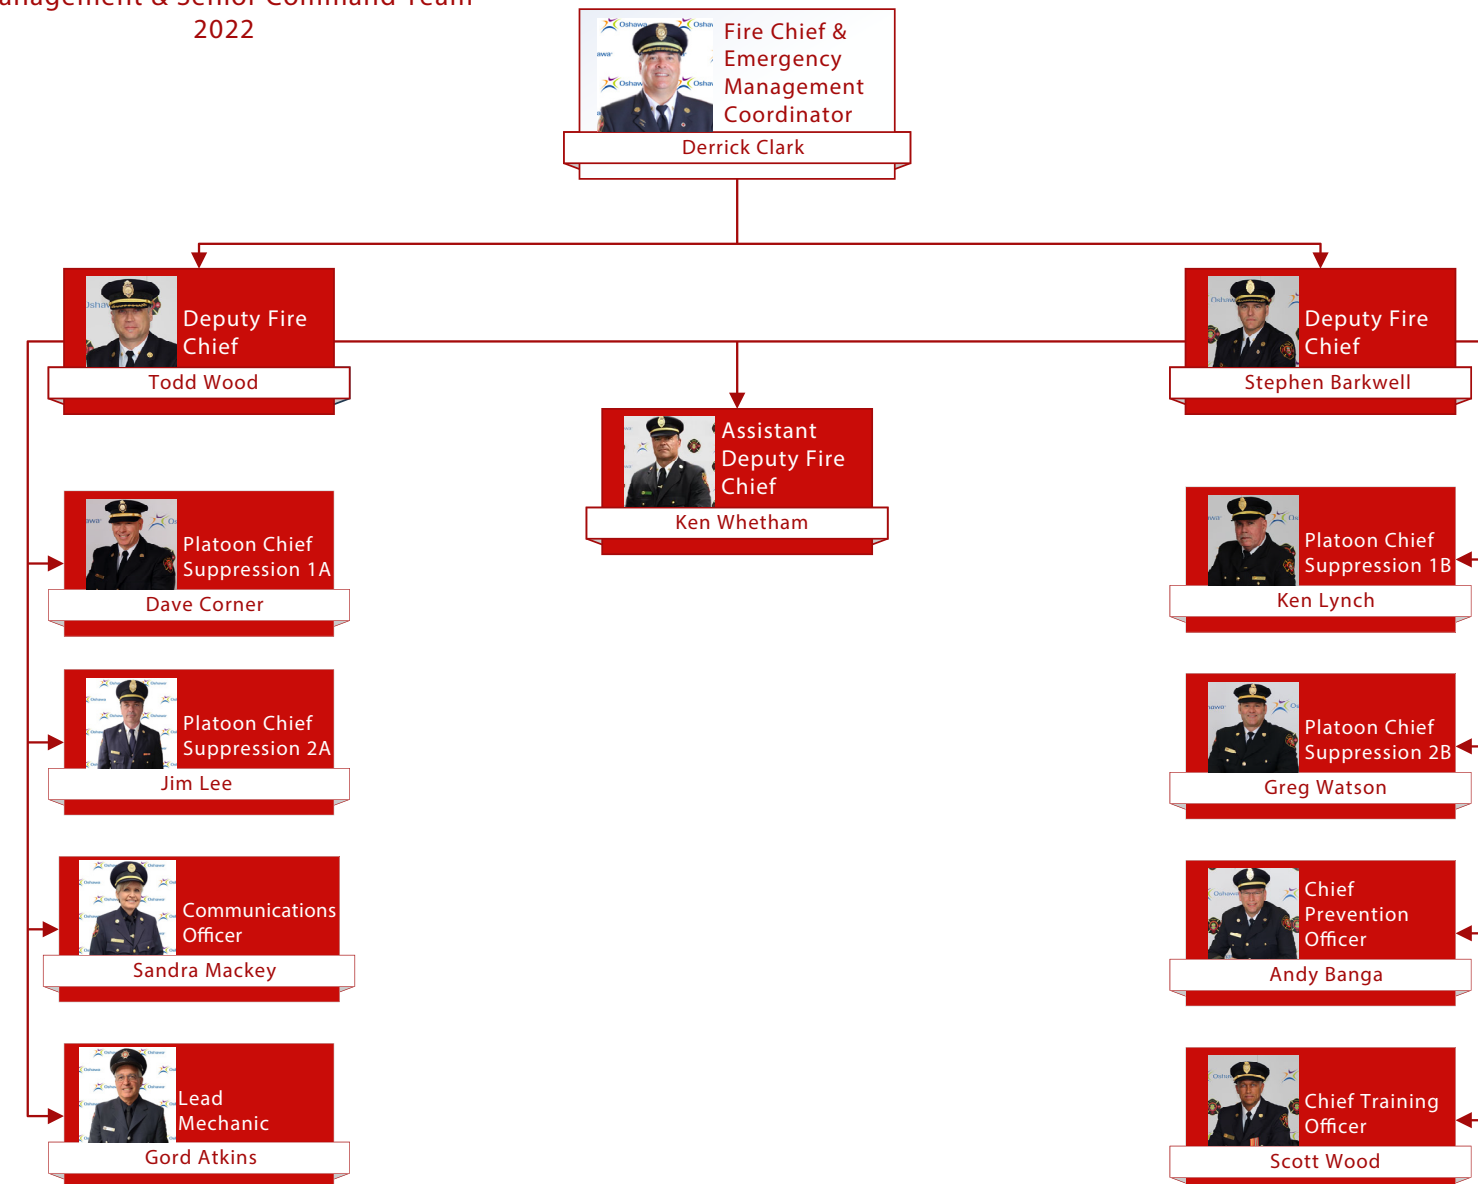 2022
Fire Chief &
Emergency
Management
Coordinator
Derrick Clark
Deputy Fire
Chief
Todd Wood
Deputy Fire
Chief
Stephen Barkwell
Assistant
Deputy Fire
Chief
Ken Whetham
Platoon Chief
Suppression 1A
Dave Corner
Platoon Chief
Suppression 1B
Ken Lynch
Platoon Chief
Suppression 2A
Jim Lee
Platoon Chief
Suppression 2B
Greg Watson
Communications
Officer
Sandra Mackey
Chief
Prevention
Officer
Andy Banga
Lead
Mechanic
Gord Atkins
Chief Training
Officer
Scott Wood